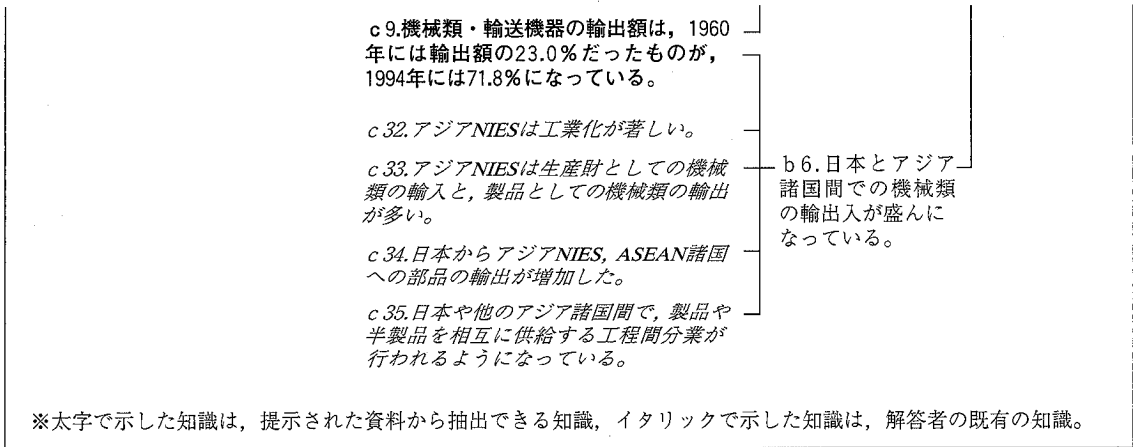 c9.機械類・輸送機器の輸出額は，1960
年には輸出額の23.0％だったものが，
1994年には71.8％になっている。
c32.アジアNIESは工業化が著しい。
c33.アジアNIESは生産財としての機械
類の輸入と，製品としての機械類の輸出
が多い。
c34.日本からアジアNIES，ASEAN諸国
への部品の輸出が増加した。
c35.日本や他のアジア諸国間で，製品や
半製品を相互に供給する工程間分業が
行われるようになっている。
b6.日本とアジア
諸国間での機械類
の輸出入が盛んに
なっている。
※太字で示した知識は，提示された資料から抽出できる知識，イタリックで示した知識は，解答者の既有の知識。